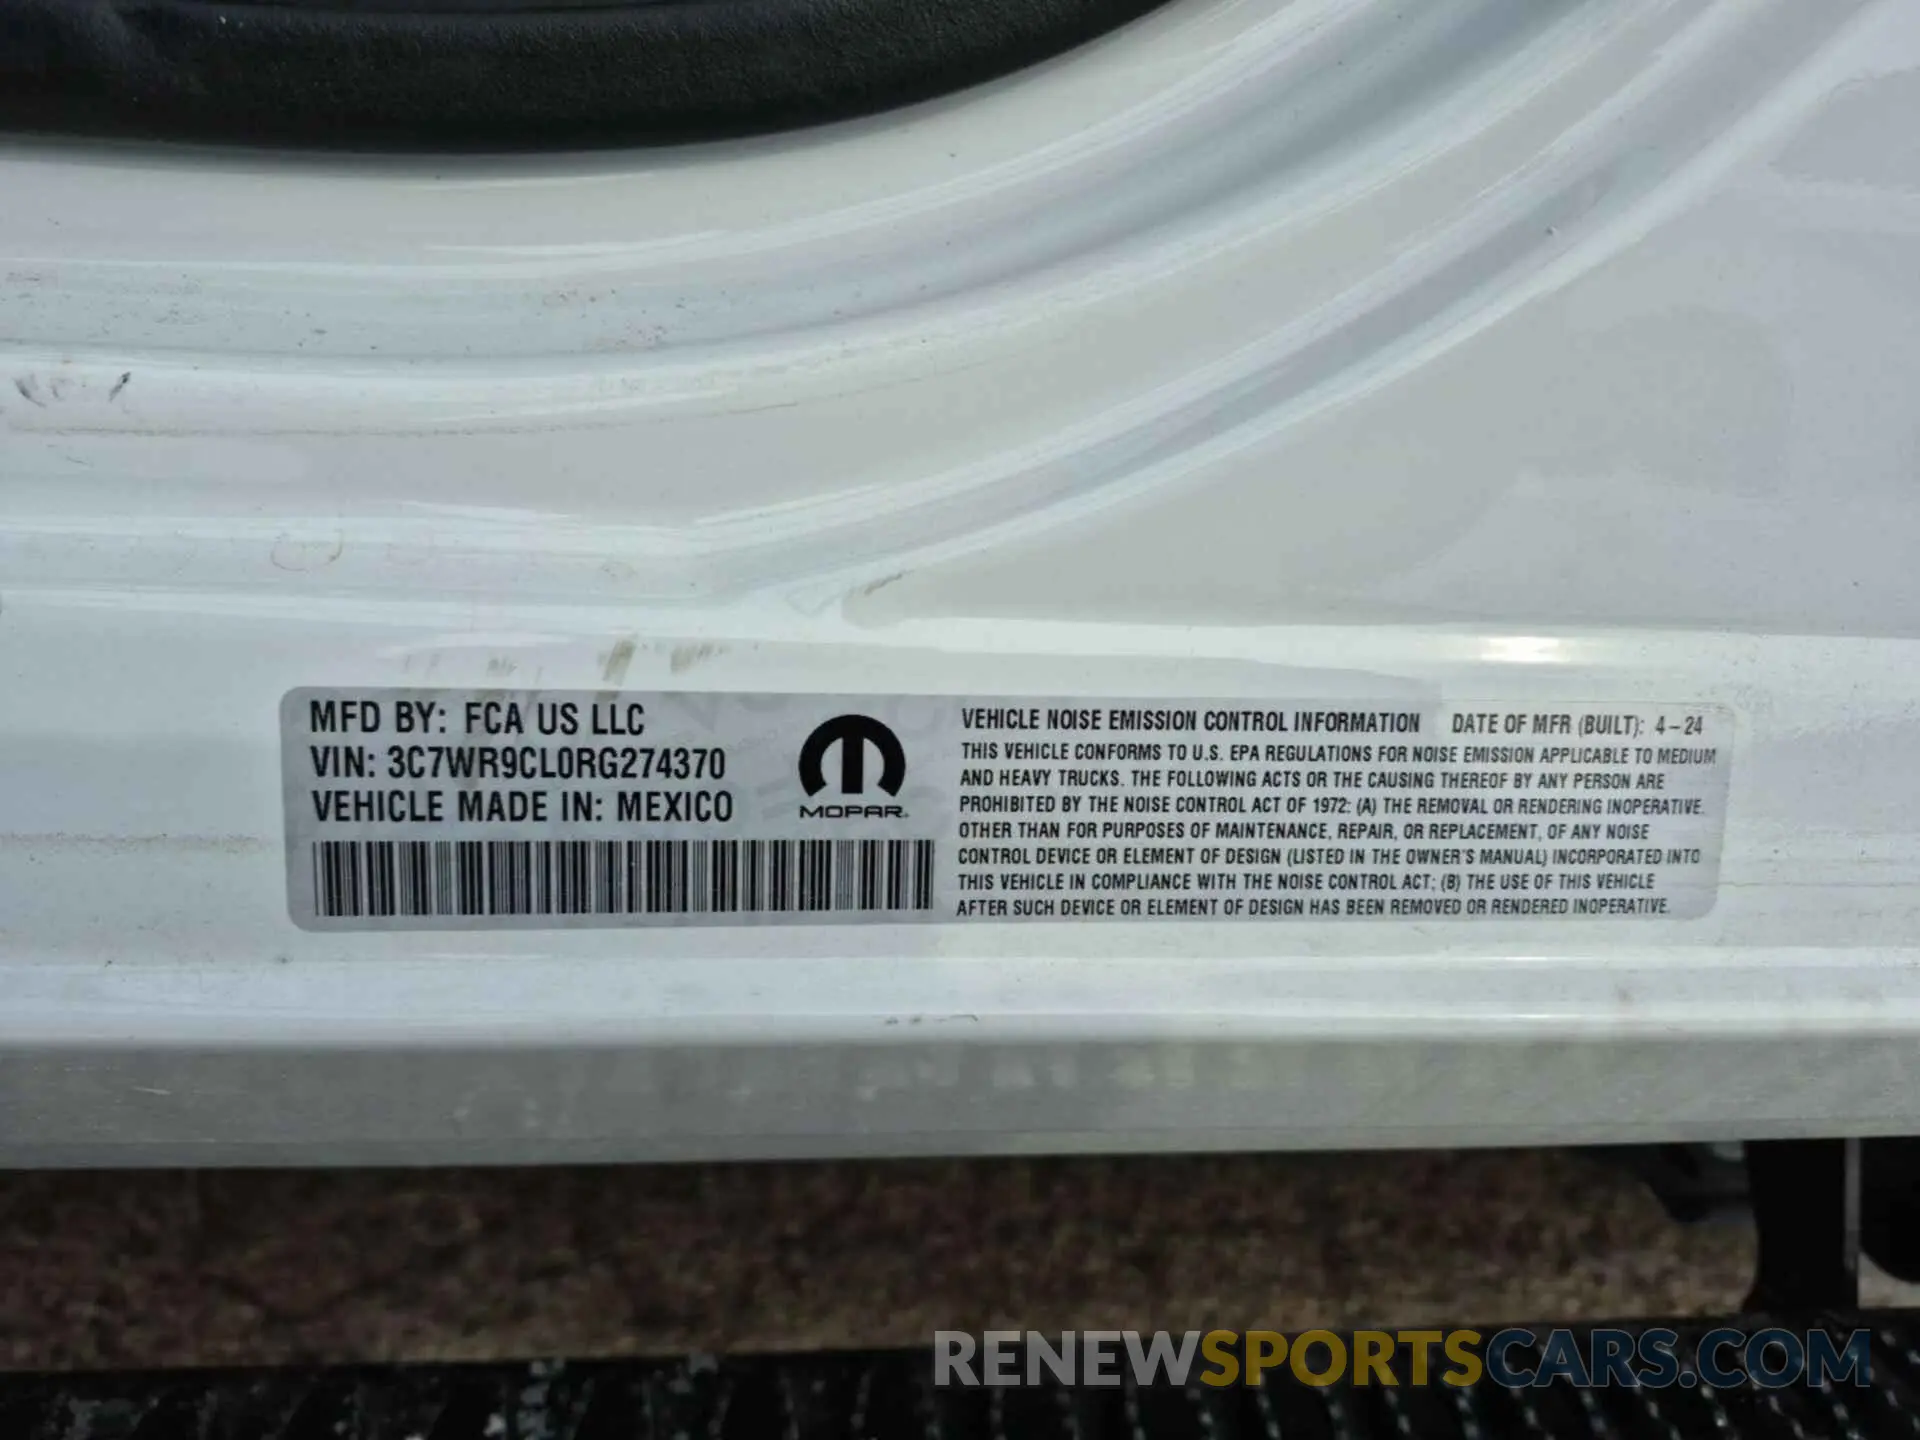 MFD BY: FCA US LLC
VIN: 3C7WR9CL0RG274370
VEHICLE MADE IN: MEXICO
MOPAR
VEHICLE NOISE EMISSION CONTROL INFORMATION DATE OF MFR (BUILT): 4-24
THIS VEHICLE CONFORMS TO U.S. EPA REGULATIONS FOR NOISE EMISSION APPLICABLE TO MEDIUM
AND HEAVY TRUCKS. THE FOLLOWING ACTS OR THE CAUSING THEREOF BY ANY PERSON ARE
PROHIBITED BY THE NOISE CONTROL ACT OF 1972: (A) THE REMOVAL OR RENDERING INOPERATIVE.
OTHER THAN FOR PURPOSES OF MAINTENANCE, REPAIR, OR REPLACEMENT, OF ANY NOISE
CONTROL DEVICE OR ELEMENT OF DESIGN (LISTED IN THE OWNER'S MANUAL) INCORPORATED INTO
THIS VEHICLE IN COMPLIANCE WITH THE NOISE CONTROL ACT; (B) THE USE OF THIS VEHICLE
AFTER SUCH DEVICE OR ELEMENT OF DESIGN HAS BEEN REMOVED OR RENDERED INOPERATIVE.
RENEWSPORTSCARS.COM